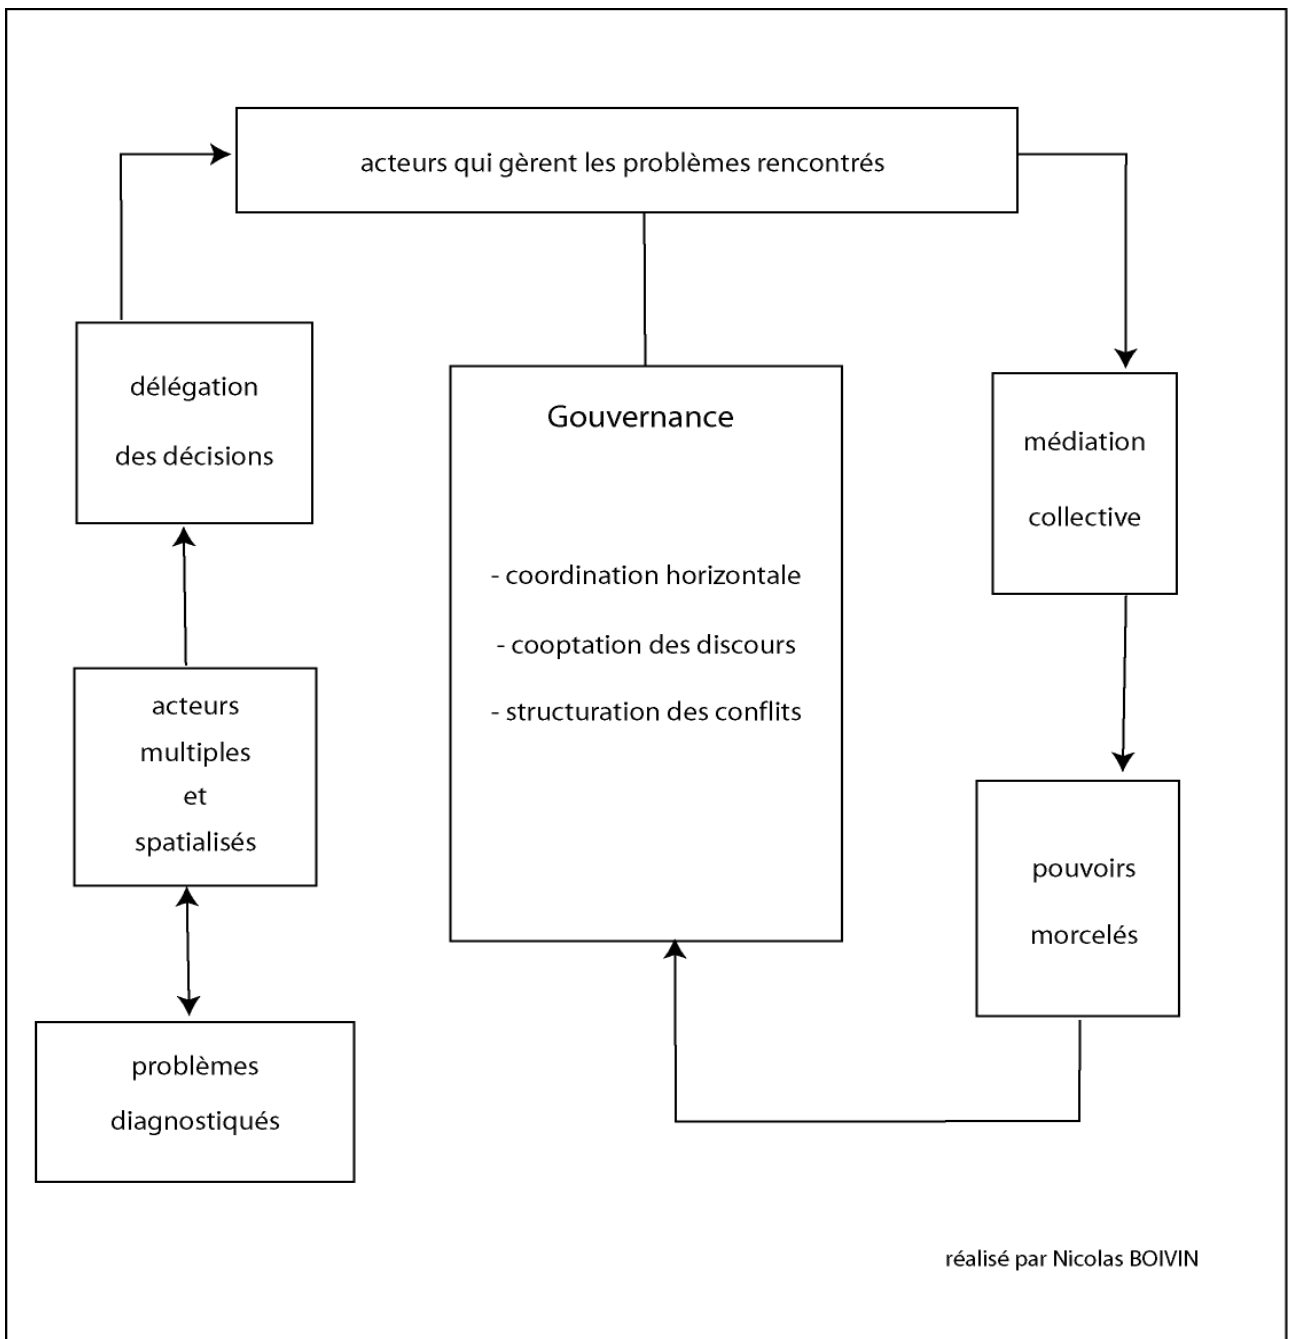 acteurs qui gèrent les problèmes rencontrés
délégation
des décisions
acteurs
multiples
et
spatialisés
problèmes
diagnostiqués
Gouvernance
- coordination horizontale
- cooptation des discours
- structuration des conflits
médiation
collective
pouvoirs
morcelés
réalisé par Nicolas BOIVIN